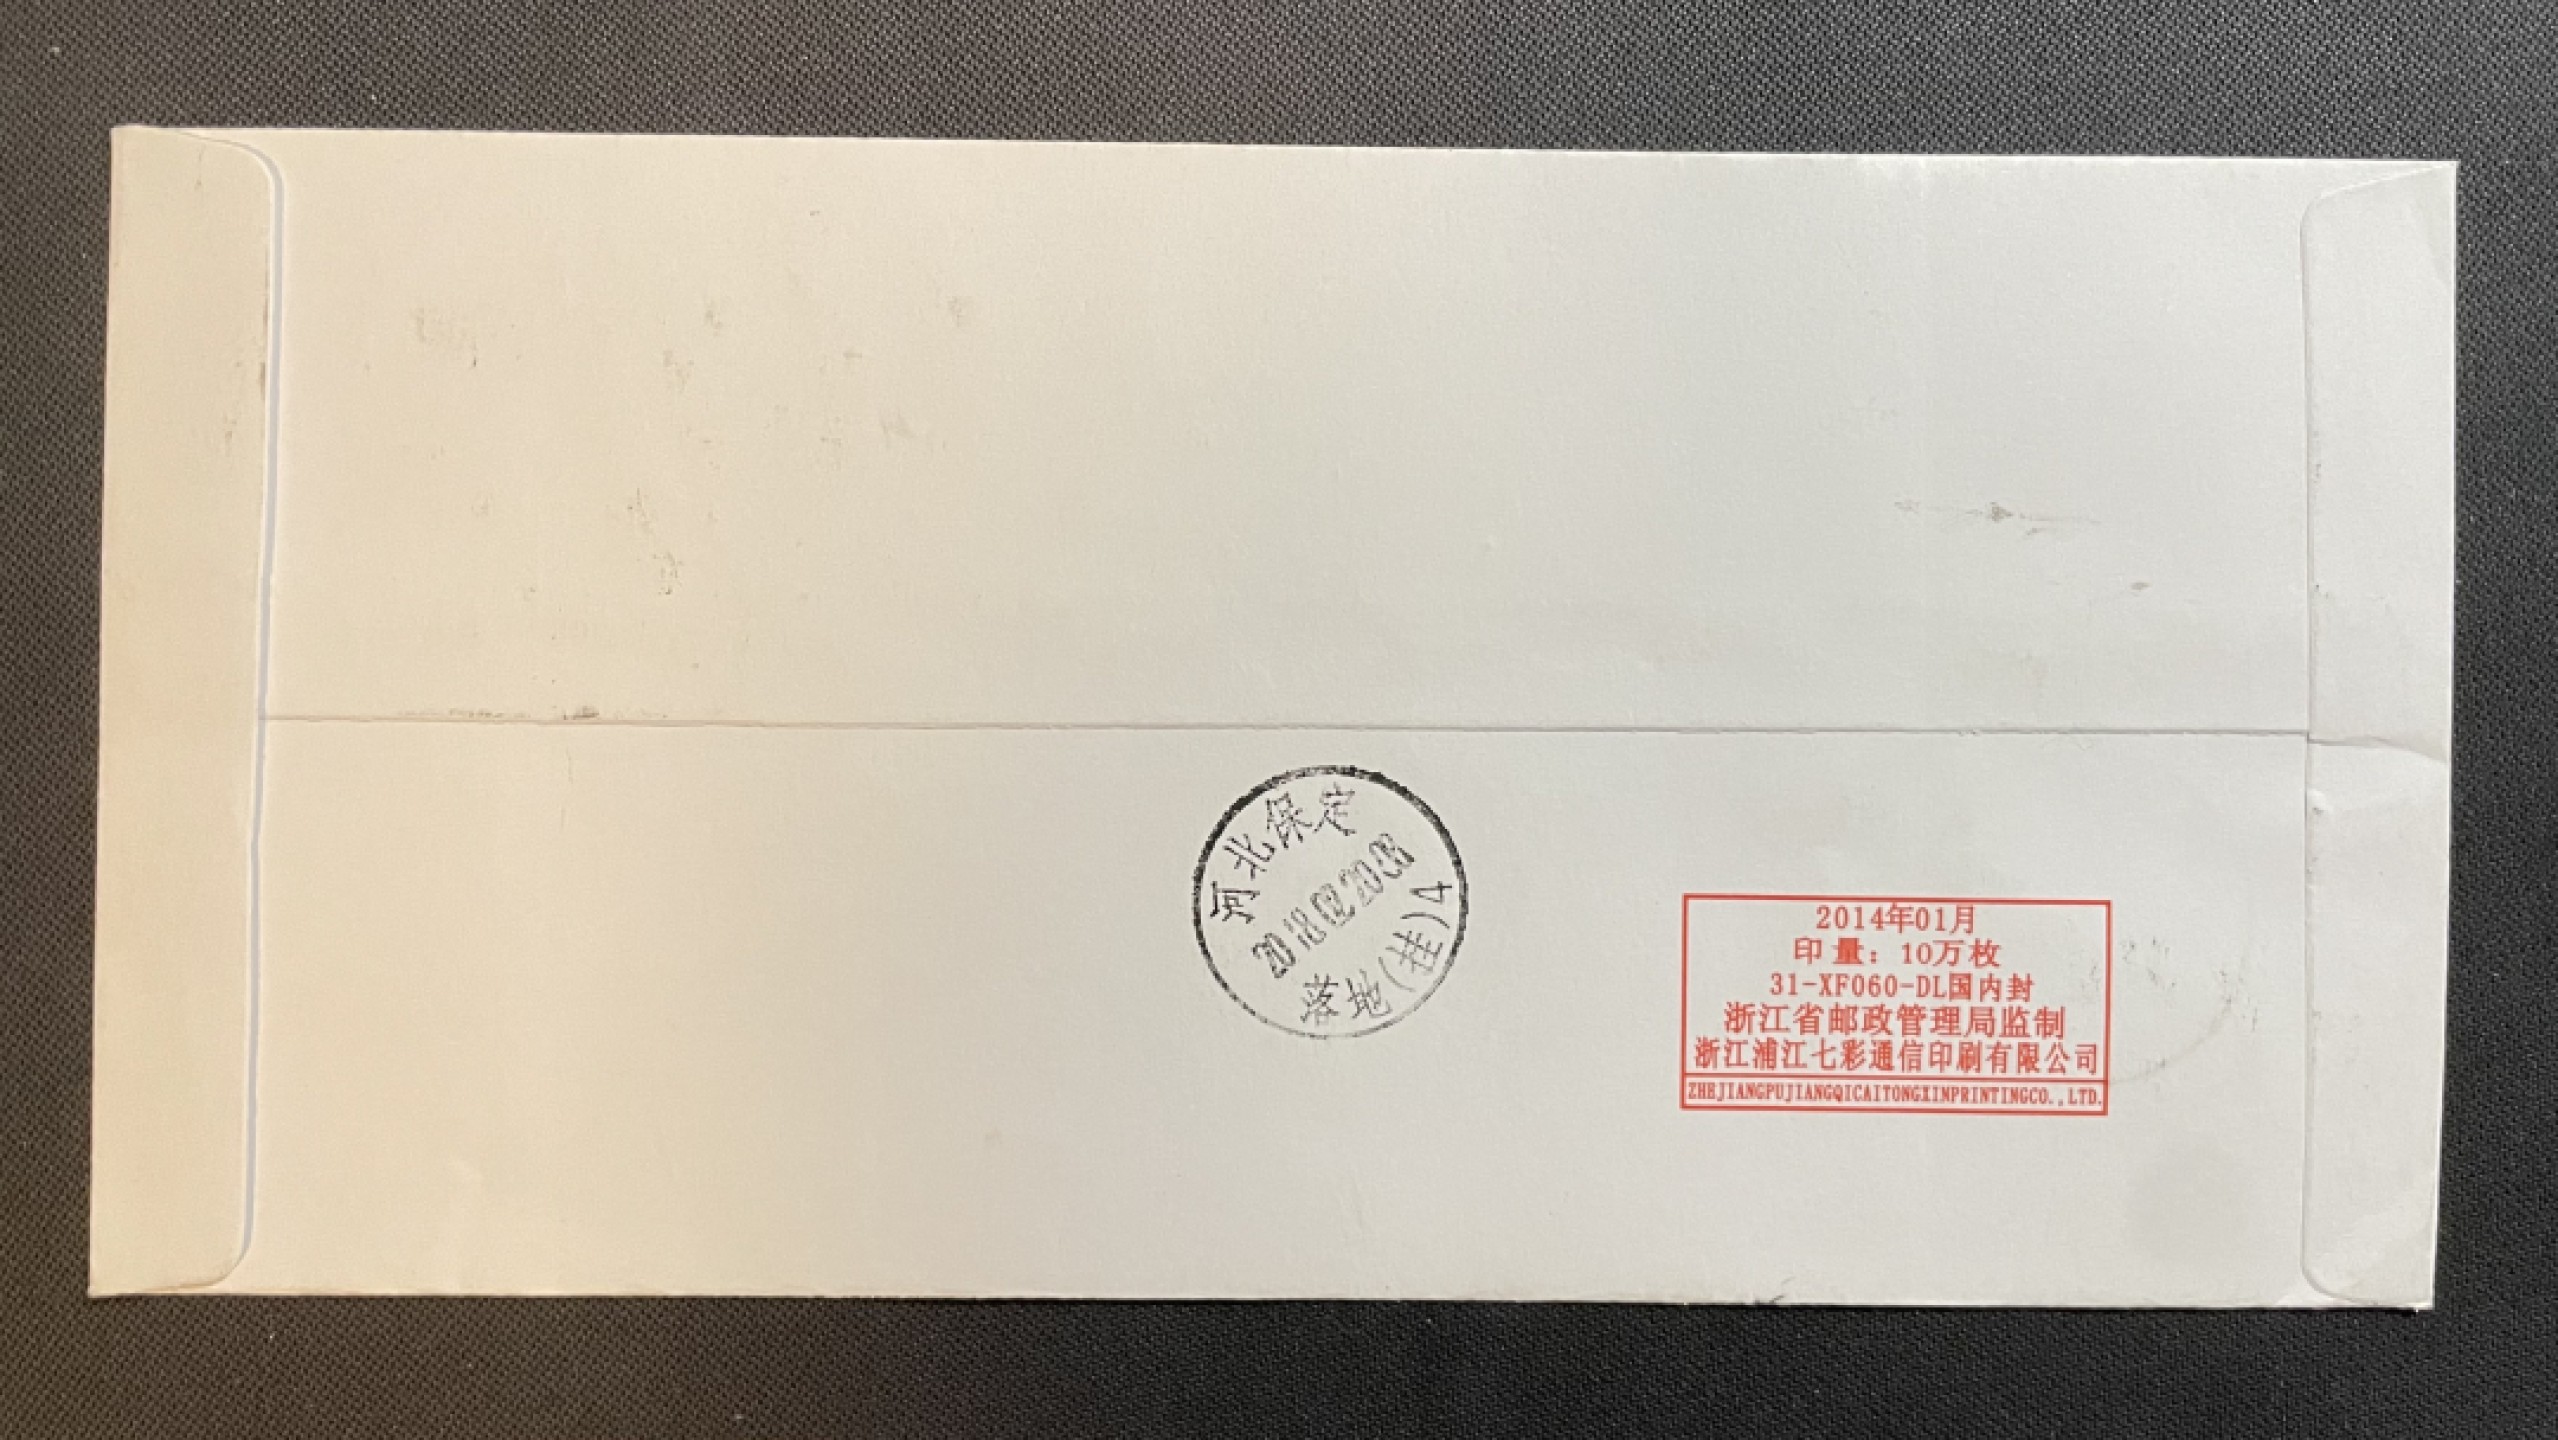 河北保定
2018.02.20.08
4(巷)
落地
2014年01月
印量：10万枚
31-XF060-DL国内封
浙江省邮政管理局监制
浙江浦江七彩通信印刷有限公司
ZHEJIANGPUJIANGQICAITONGXINPRINTINGCO.,LTD.